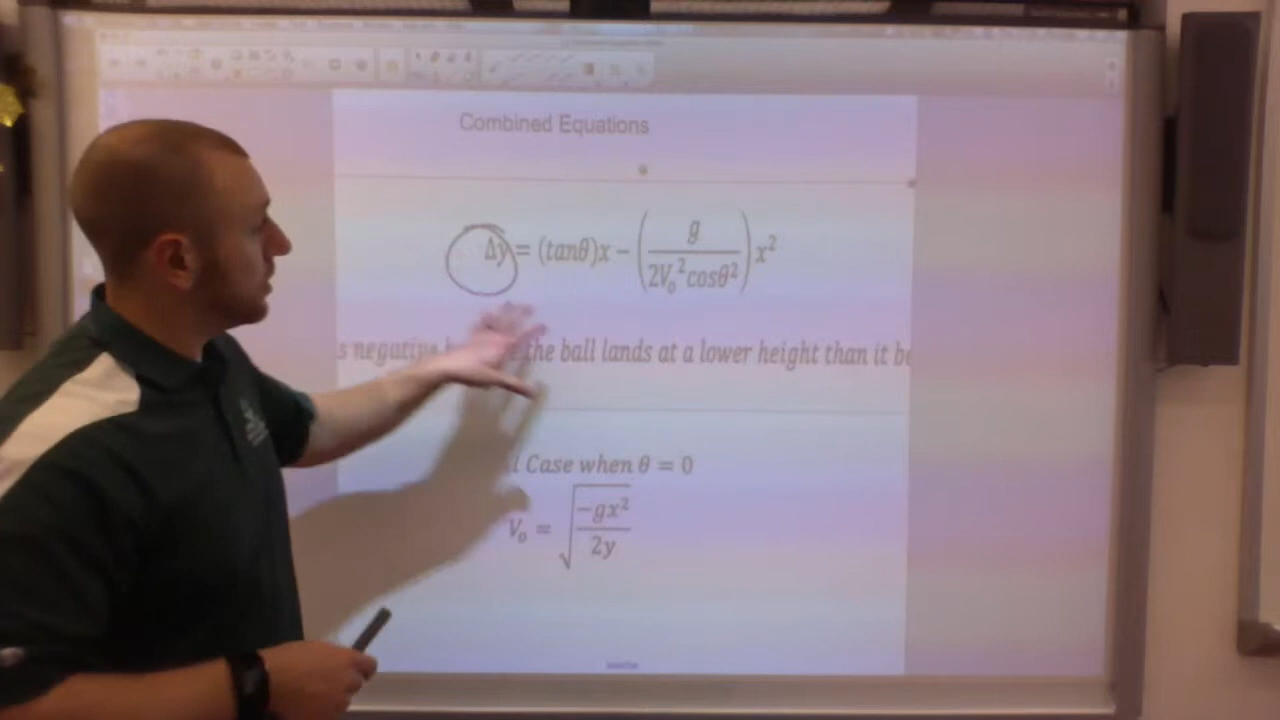 Combined Equations
Δy = (tanθ)x − (g / 2V₀²cosθ²) x²
s negative the ball lands at a lower height than it be
l Case when θ = 0
V₀ = √(−gx² / 2y)